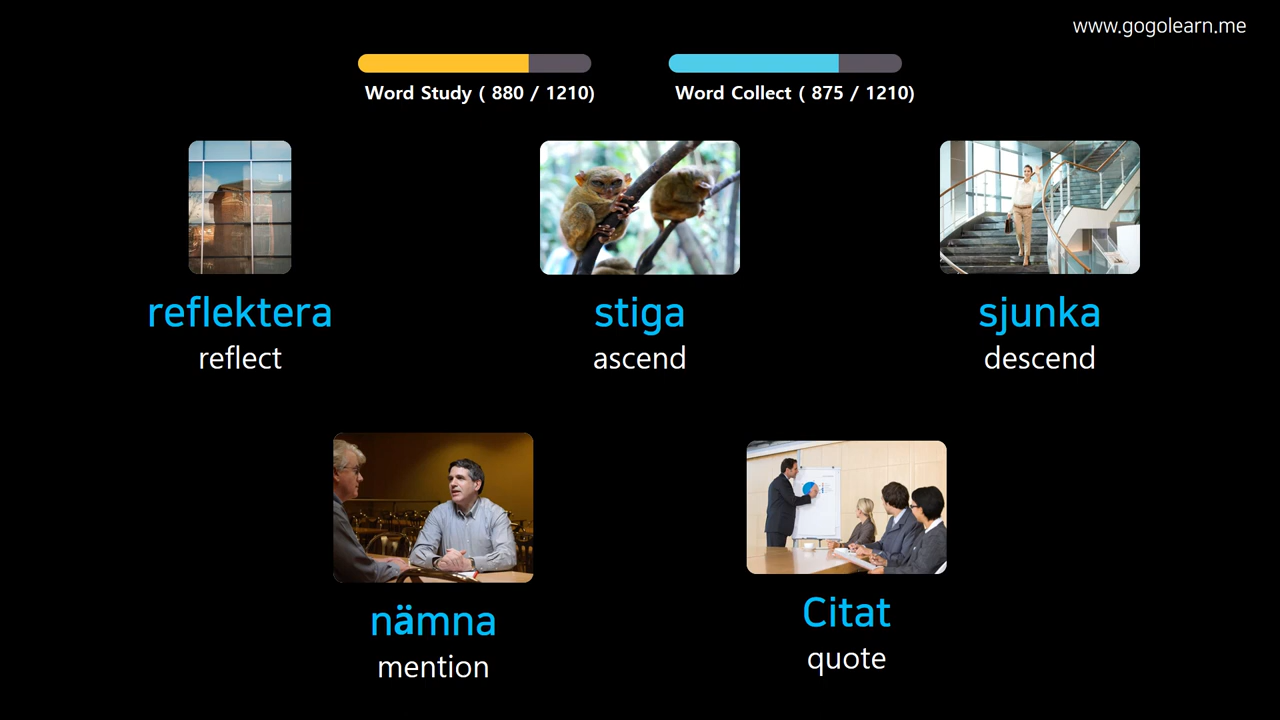 www.gogolearn.me
Word Study ( 880 / 1210)
Word Collect ( 875 / 1210)
reflektera
reflect
stiga
ascend
sjunka
descend
nämna
mention
Citat
quote